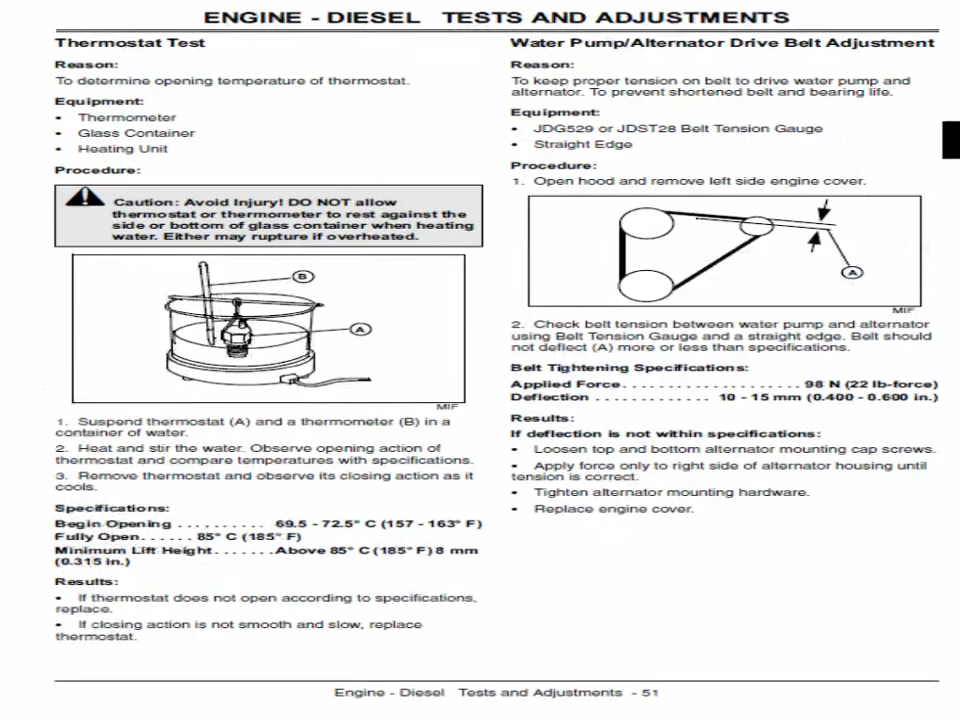 ENGINE - DIESEL TESTS AND ADJUSTMENTS
Thermostat Test
Reason:
To determine opening temperature of thermostat.
Equipment:
• Thermometer
• Glass Container
• Heating Unit
Procedure:
Caution: Avoid Injury! DO NOT allow
thermostat or thermometer to rest against the
side or bottom of glass container when heating
water. Either may rupture if overheated.
B
A
MIF
1. Suspend thermostat (A) and a thermometer (B) in a
container of water.
2. Heat and stir the water. Observe opening action of
thermostat and compare temperatures with specifications.
3. Remove thermostat and observe its closing action as it
cools.
Specifications:
Begin Opening . . . . . . . . . . 69.5 - 72.5° C (157 - 163° F)
Fully Open. . . . . . 85° C (185° F)
Minimum Lift Height. . . . . . . Above 85° C (185° F) 8 mm
(0.315 in.)
Results:
• If thermostat does not open according to specifications,
replace.
• If closing action is not smooth and slow, replace
thermostat.
Water Pump/Alternator Drive Belt Adjustment
Reason:
To keep proper tension on belt to drive water pump and
alternator. To prevent shortened belt and bearing life.
Equipment:
• JDG529 or JDST28 Belt Tension Gauge
• Straight Edge
Procedure:
1. Open hood and remove left side engine cover.
A
MIF
2. Check belt tension between water pump and alternator
using Belt Tension Gauge and a straight edge. Belt should
not deflect (A) more or less than specifications.
Belt Tightening Specifications:
Applied Force. . . . . . . . . . . . . . . . . . . . 98 N (22 lb-force)
Deflection . . . . . . . . . . . . . 10 - 15 mm (0.400 - 0.600 in.)
Results:
If deflection is not within specifications:
• Loosen top and bottom alternator mounting cap screws.
• Apply force only to right side of alternator housing until
tension is correct.
• Tighten alternator mounting hardware.
• Replace engine cover.
Engine - Diesel Tests and Adjustments - 51